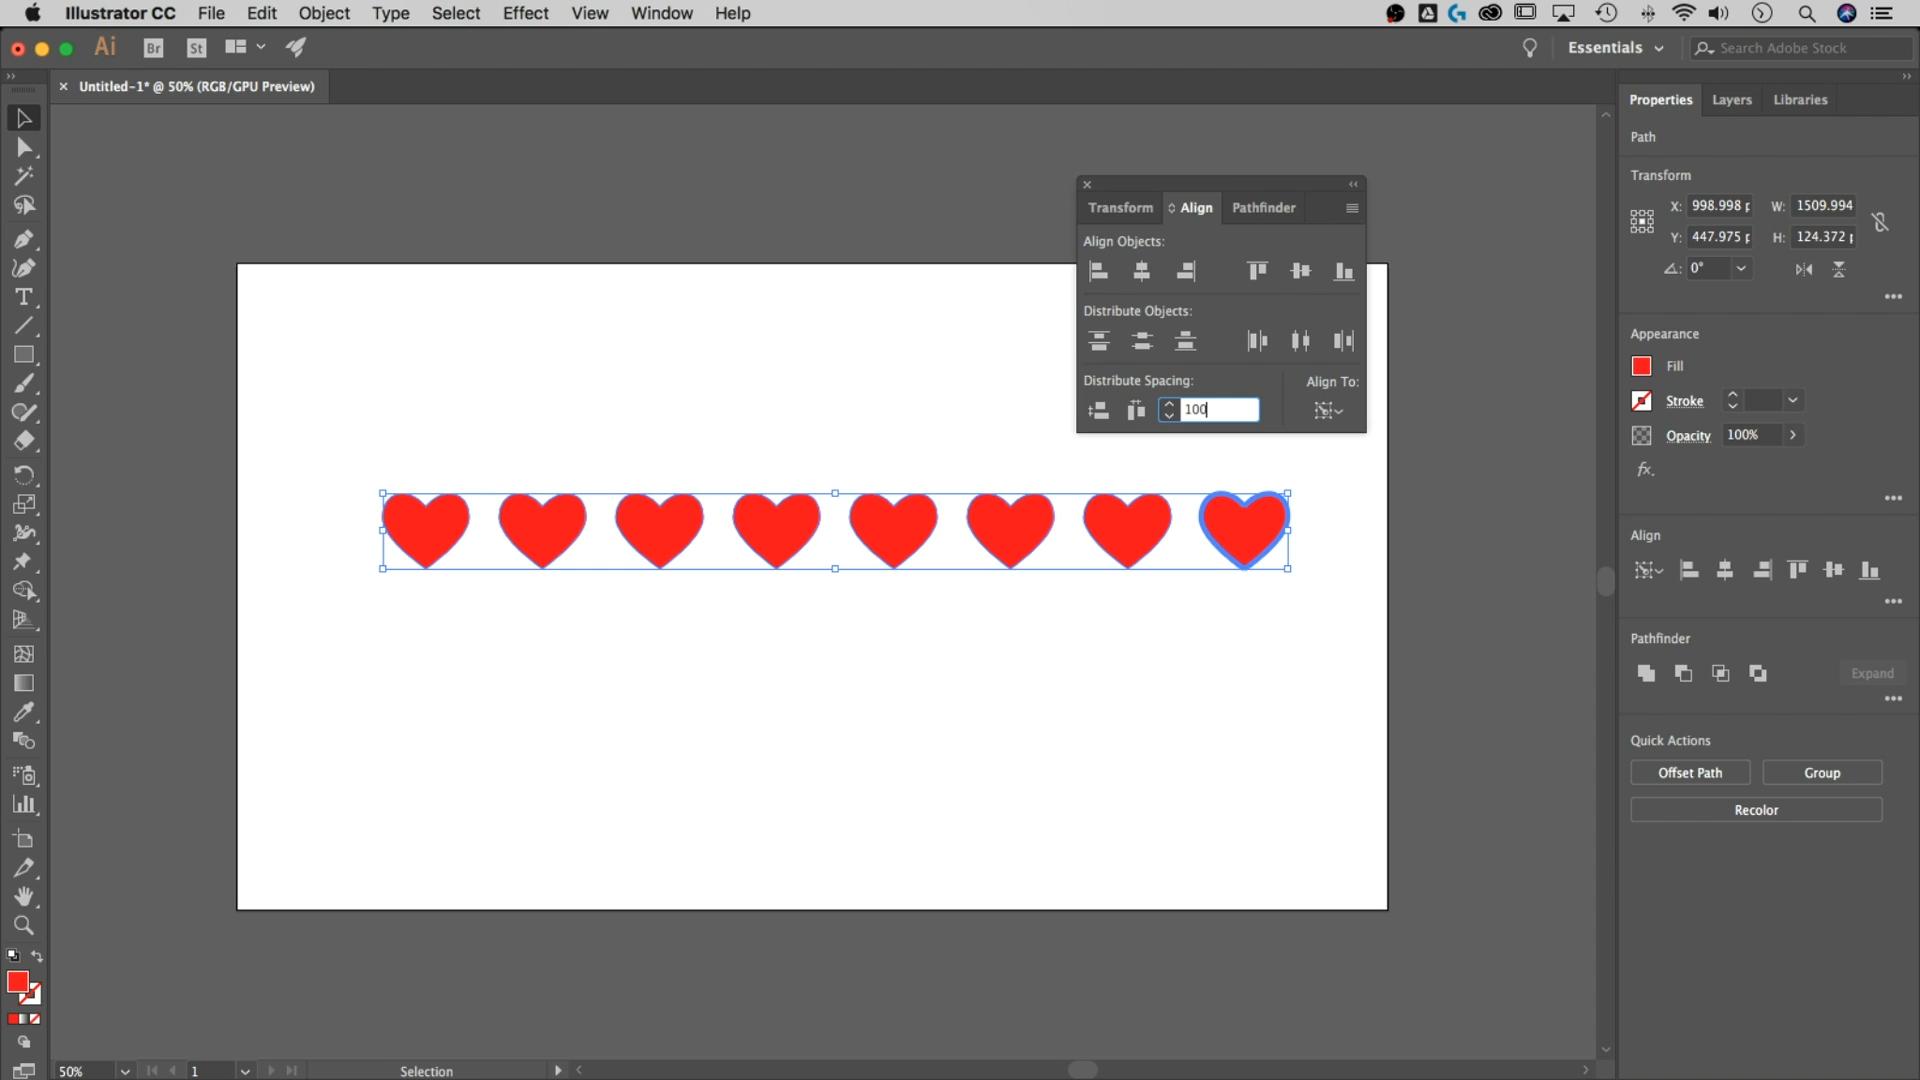 Illustrator CC File Edit Object Type Select Effect View Window Help
Ai Br St Essentials Search Adobe Stock
Untitled-1* @ 50% (RGB/GPU Preview)
Properties Layers Libraries
Path
Transform
X: 998.998 p W: 1509.994
Y: 447.975 p H: 124.372 p
0°
Appearance
Fill
Stroke
Opacity 100%
fx.
Align
Pathfinder
Expand
Quick Actions
Offset Path Group
Recolor
Transform Align Pathfinder
Align Objects:
Distribute Objects:
Distribute Spacing: Align To:
100
50% 1 Selection